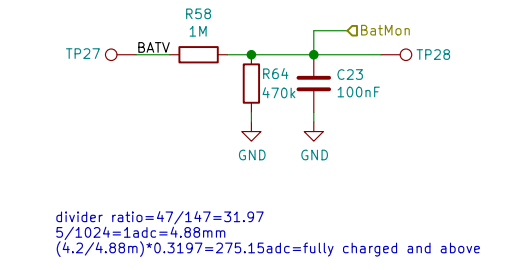 R58
1M
BatMon
TP27 BATV TP28
R64 C23
470k 100nF
GND GND
divider ratio=47/147=31.97
5/1024=1adc=4.88mm
(4.2/4.88m)*0.3197=275.15adc=fully charged and above